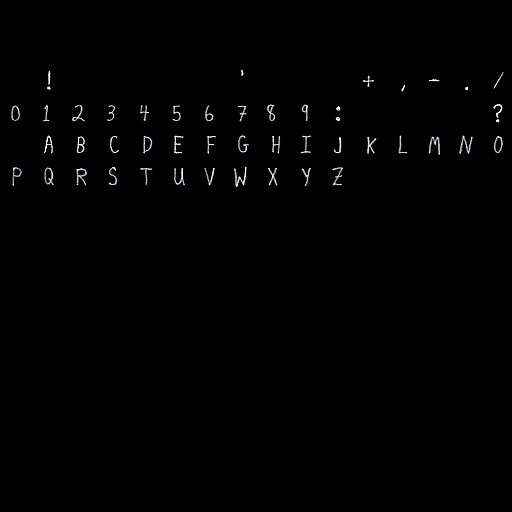 ! ' + , - . /
0 1 2 3 4 5 6 7 8 9 : ?
A B C D E F G H I J K L M N O
P Q R S T U V W X Y Z